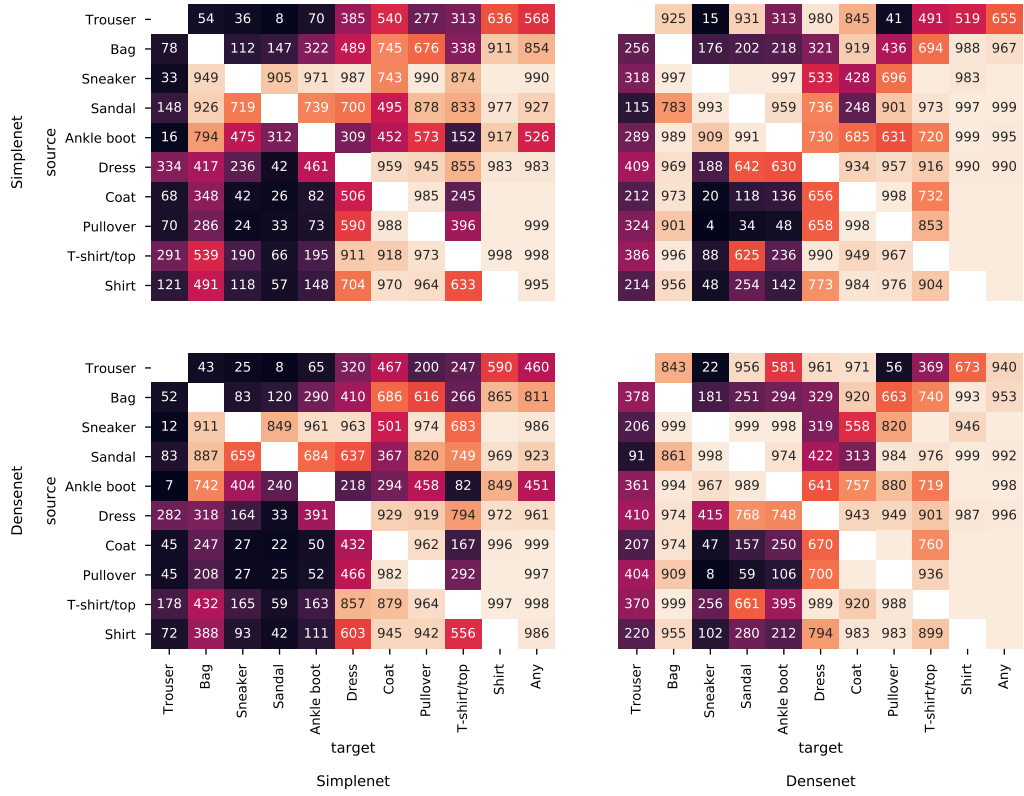 Trouser 54 36 8 70 385 540 277 313 636 568 925 15 931 313 980 845 41 491 519 655
Bag 78 112 147 322 489 745 676 338 911 854 256 176 202 218 321 919 436 694 988 967
Sneaker 33 949 905 971 987 743 990 874 990 318 997 997 533 428 696 983
Sandal 148 926 719 739 700 495 878 833 977 927 115 783 993 959 736 248 901 973 997 999
Ankle boot 16 794 475 312 309 452 573 152 917 526 289 989 909 991 730 685 631 720 999 995
Dress 334 417 236 42 461 959 945 855 983 983 409 969 188 642 630 934 957 916 990 990
Coat 68 348 42 26 82 506 985 245 212 973 20 118 136 656 998 732
Pullover 70 286 24 33 73 590 988 396 999 324 901 4 34 48 658 998 853
T-shirt/top 291 539 190 66 195 911 918 973 998 998 386 996 88 625 236 990 949 967
Shirt 121 491 118 57 148 704 970 964 633 995 214 956 48 254 142 773 984 976 904
Simplenet
source
Trouser 43 25 8 65 320 467 200 247 590 460 843 22 956 581 961 971 56 369 673 940
Bag 52 83 120 290 410 686 616 266 865 811 378 181 251 294 329 920 663 740 993 953
Sneaker 12 911 849 961 963 501 974 683 986 206 999 999 998 319 558 820 946
Sandal 83 887 659 684 637 367 820 749 969 923 91 861 998 974 422 313 984 976 999 992
Ankle boot 7 742 404 240 218 294 458 82 849 451 361 994 967 989 641 757 880 719 998
Dress 282 318 164 33 391 929 919 794 972 961 410 974 415 768 748 943 949 901 987 996
Coat 45 247 27 22 50 432 962 167 996 999 207 974 47 157 250 670 760
Pullover 45 208 27 25 52 466 982 292 997 404 909 8 59 106 700 936
T-shirt/top 178 432 165 59 163 857 879 964 997 998 370 999 256 661 395 989 920 988
Shirt 72 388 93 42 111 603 945 942 556 986 220 955 102 280 212 794 983 983 899
Densenet
source
Trouser Bag Sneaker Sandal Ankle boot Dress Coat Pullover T-shirt/top Shirt Any Trouser Bag Sneaker Sandal Ankle boot Dress Coat Pullover T-shirt/top Shirt Any
target target
Simplenet Densenet